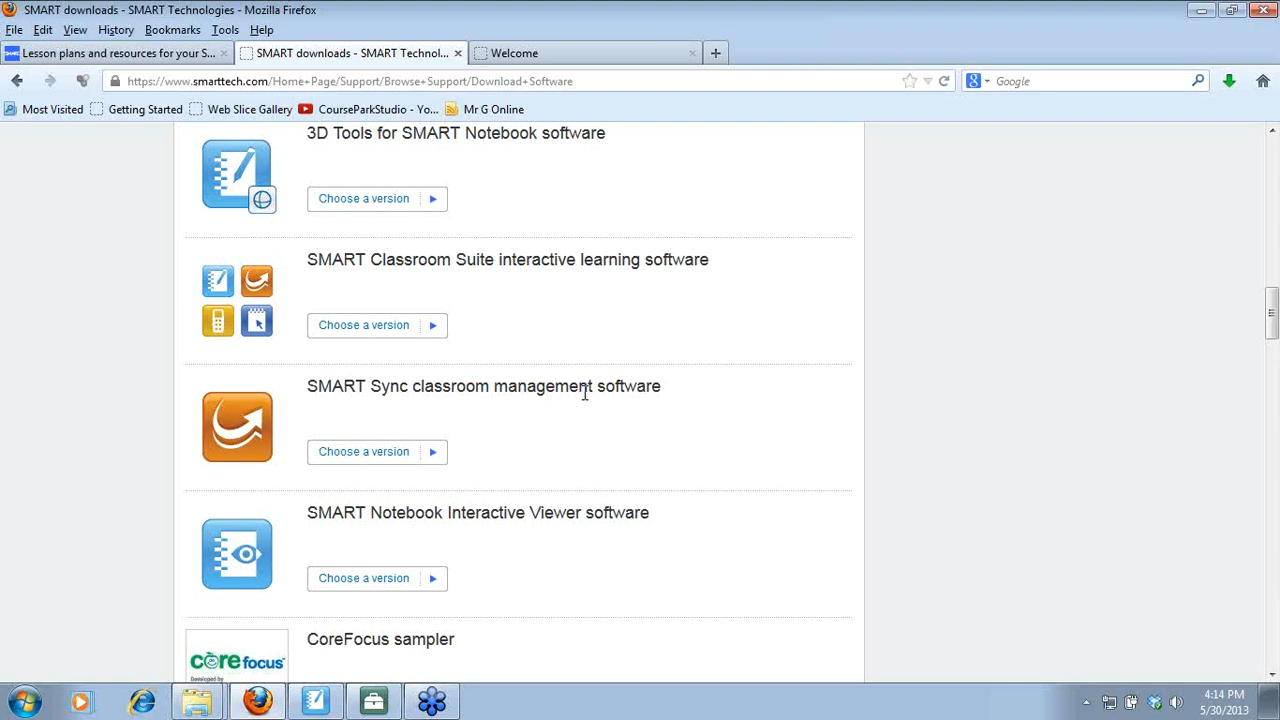 SMART downloads - SMART Technologies - Mozilla Firefox
File Edit View History Bookmarks Tools Help
Lesson plans and resources for your S...
SMART downloads - SMART Technol...
Welcome
https://www.smarttech.com/Home+Page/Support/Browse+Support/Download+Software
Google
Most Visited Getting Started Web Slice Gallery CourseParkStudio - Yo... Mr G Online
3D Tools for SMART Notebook software
Choose a version
SMART Classroom Suite interactive learning software
Choose a version
SMART Sync classroom management software
Choose a version
SMART Notebook Interactive Viewer software
Choose a version
CoreFocus sampler
core focus
Developed by
4:14 PM
5/30/2013